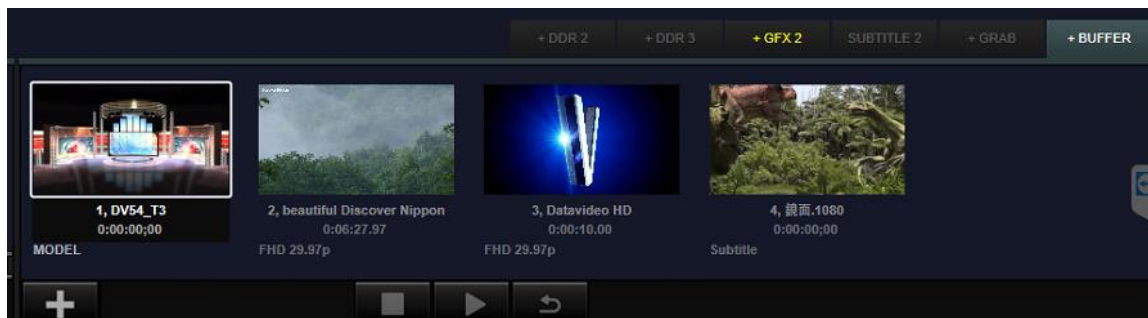 + DDR 2
+ DDR 3
+ GFX 2
SUBTITLE 2
+ GRAB
+ BUFFER
1, DV54_T3
0:00:00;00
MODEL
2, beautiful Discover Nippon
0:06:27.97
FHD 29.97p
3, Datavideo HD
0:00:10.00
FHD 29.97p
4, 鏡面.1080
0:00:00;00
Subtitle